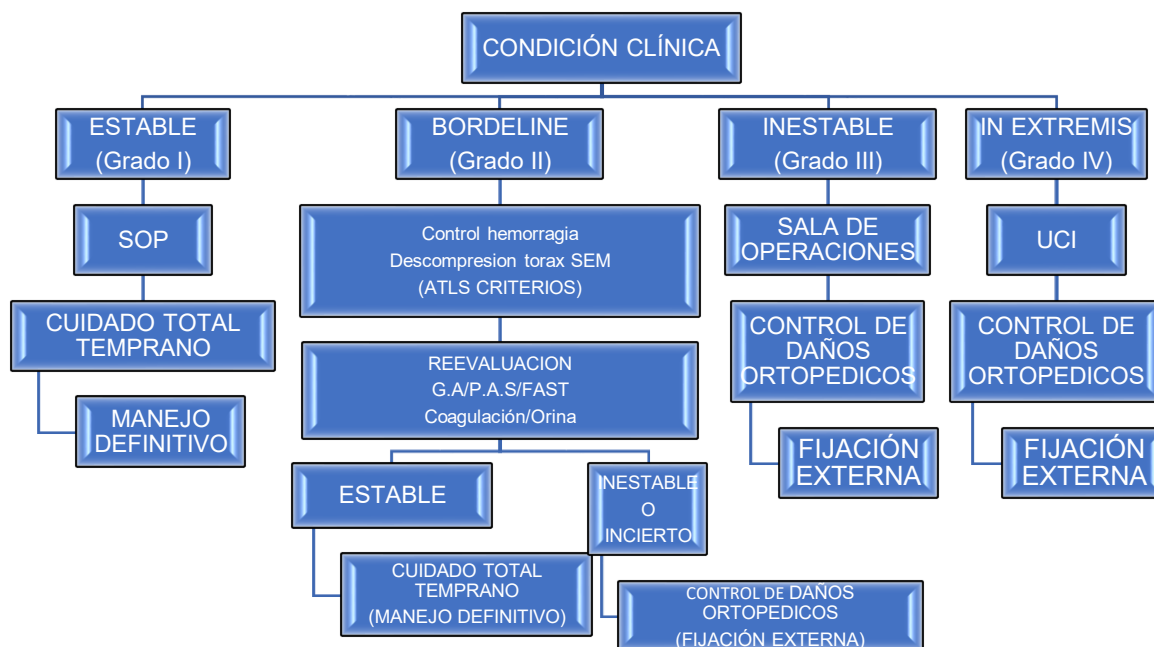 CONDICIÓN CLÍNICA
ESTABLE
(Grado I)
BORDELINE
(Grado II)
INESTABLE
(Grado III)
IN EXTREMIS
(Grado IV)
SOP
Control hemorragia
Descompresion torax SEM
(ATLS CRITERIOS)
SALA DE
OPERACIONES
UCI
CUIDADO TOTAL
TEMPRANO
REEVALUACION
G.A/P.A.S/FAST
Coagulación/Orina
CONTROL DE
DAÑOS
ORTOPEDICOS
CONTROL DE
DAÑOS
ORTOPEDICOS
MANEJO
DEFINITIVO
ESTABLE
INESTABLE
O
INCIERTO
FIJACIÓN
EXTERNA
FIJACIÓN
EXTERNA
CUIDADO TOTAL
TEMPRANO
(MANEJO DEFINITIVO)
CONTROL DE DAÑOS
ORTOPEDICOS
(FIJACIÓN EXTERNA)